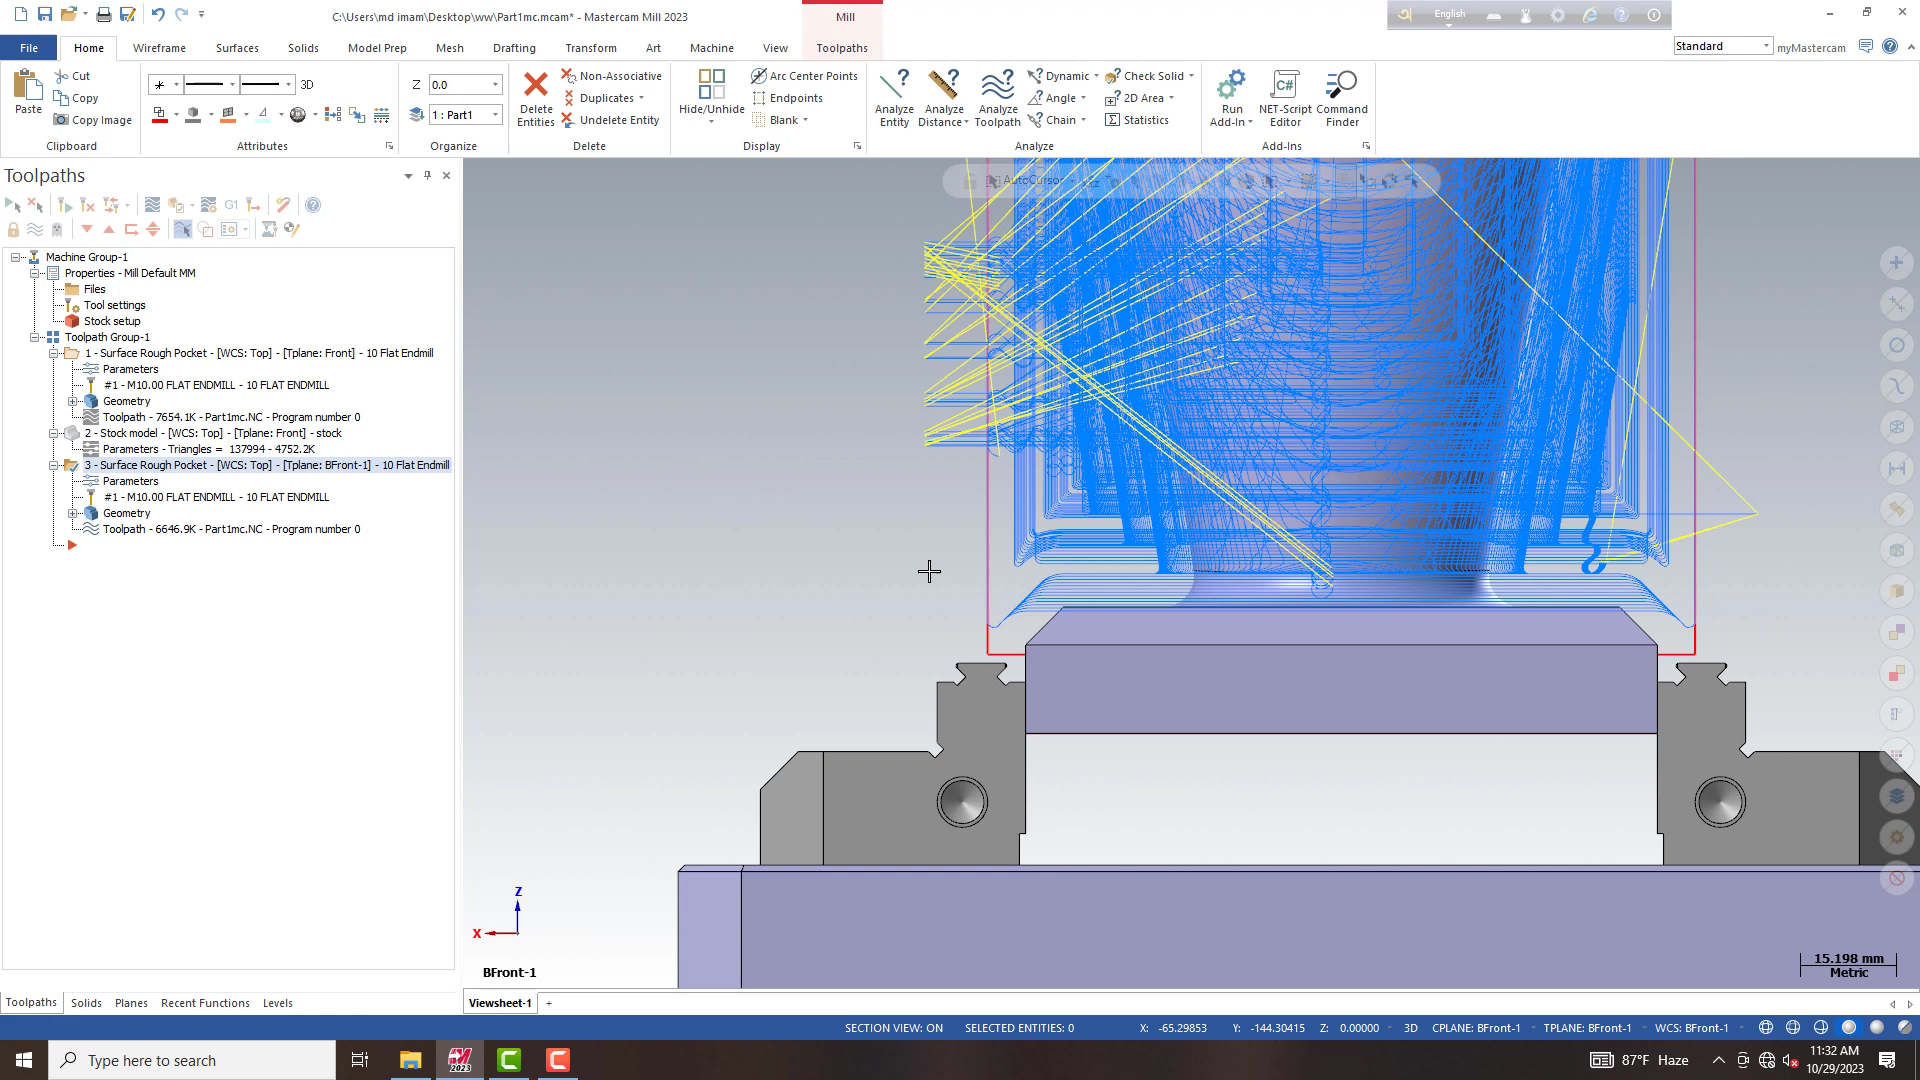 C:\Users\md imam\Desktop\ww\Part1mc.mcam* - Mastercam Mill 2023
Mill
English
File
Home
Wireframe
Surfaces
Solids
Model Prep
Mesh
Drafting
Transform
Art
Machine
View
Toolpaths
Standard
myMastercam
Paste
Cut
Copy
Copy Image
Clipboard
3D
Attributes
Z 0.0
1 : Part1
Organize
Delete Entities
Non-Associative
Duplicates
Undelete Entity
Delete
Hide/Unhide
Arc Center Points
Endpoints
Blank
Display
Analyze Entity
Analyze Distance
Analyze Toolpath
Dynamic
Angle
Chain
Check Solid
2D Area
Statistics
Analyze
Run Add-In
C#
NET-Script Editor
Command Finder
Add-Ins
Toolpaths
G1
Machine Group-1
Properties - Mill Default MM
Files
Tool settings
Stock setup
Toolpath Group-1
1 - Surface Rough Pocket - [WCS: Top] - [Tplane: Front] - 10 Flat Endmill
Parameters
#1 - M10.00 FLAT ENDMILL - 10 FLAT ENDMILL
Geometry
Toolpath - 7654.1K - Part1mc.NC - Program number 0
2 - Stock model - [WCS: Top] - [Tplane: Front] - stock
Parameters - Triangles = 137994 - 4752.2K
3 - Surface Rough Pocket - [WCS: Top] - [Tplane: BFront-1] - 10 Flat Endmill
Parameters
#1 - M10.00 FLAT ENDMILL - 10 FLAT ENDMILL
Geometry
Toolpath - 6646.9K - Part1mc.NC - Program number 0
AutoCursor
Z
X
BFront-1
15.198 mm
Metric
Toolpaths
Solids
Planes
Recent Functions
Levels
Viewsheet-1
+
SECTION VIEW: ON
SELECTED ENTITIES: 0
X: -65.29853
Y: -144.30415
Z: 0.00000
3D
CPLANE: BFront-1
TPLANE: BFront-1
WCS: BFront-1
Type here to search
2023
87°F Haze
11:32 AM
10/29/2023